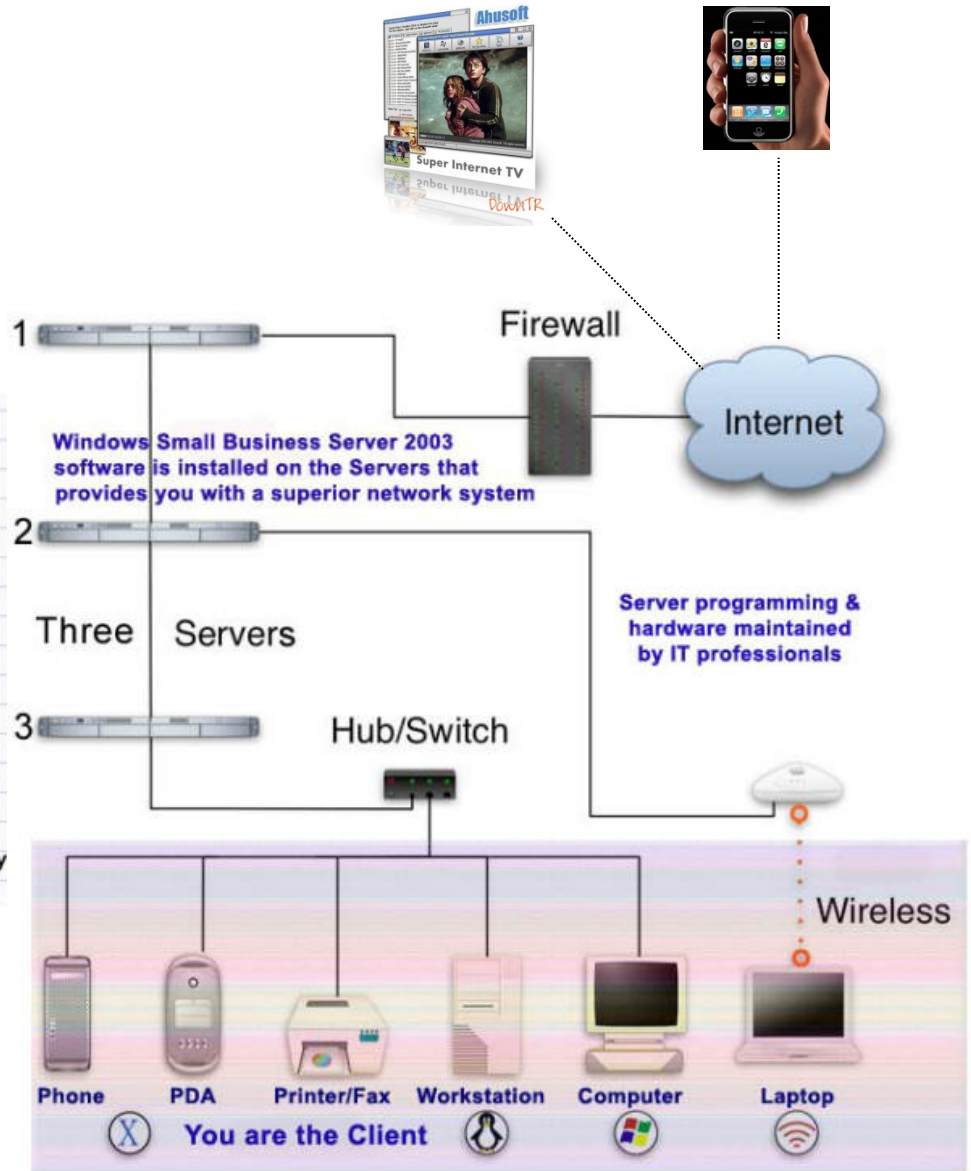 Ahusoft
Super Internet TV
DownTR
1
Firewall
Internet
Windows Small Business Server 2003
software is installed on the Servers that
provides you with a superior network system
2
Server programming &
hardware maintained
by IT professionals
Three Servers
3
Hub/Switch
y
Wireless
Phone
PDA
Printer/Fax
Workstation
Computer
Laptop
X
You are the Client